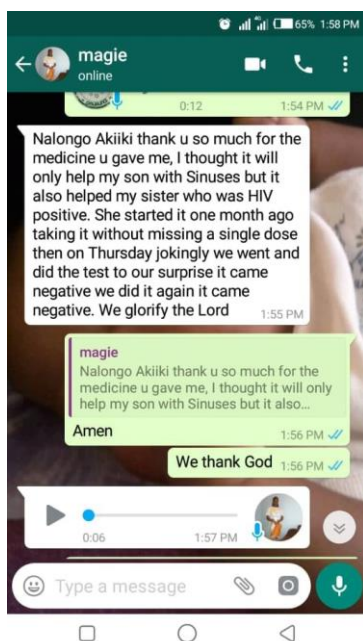 65% 1:58 PM
magie
online
0:12 1:54 PM
Nalongo Akiiki thank u so much for the
medicine u gave me, I thought it will
only help my son with Sinuses but it
also helped my sister who was HIV
positive. She started it one month ago
taking it without missing a single dose
then on Thursday jokingly we went and
did the test to our surprise it came
negative we did it again it came
negative. We glorify the Lord
1:55 PM
magie
Nalongo Akiiki thank u so much for the
medicine u gave me, I thought it will only
help my son with Sinuses but it also...
Amen
1:56 PM
We thank God 1:56 PM
0:06 1:57 PM
Type a message